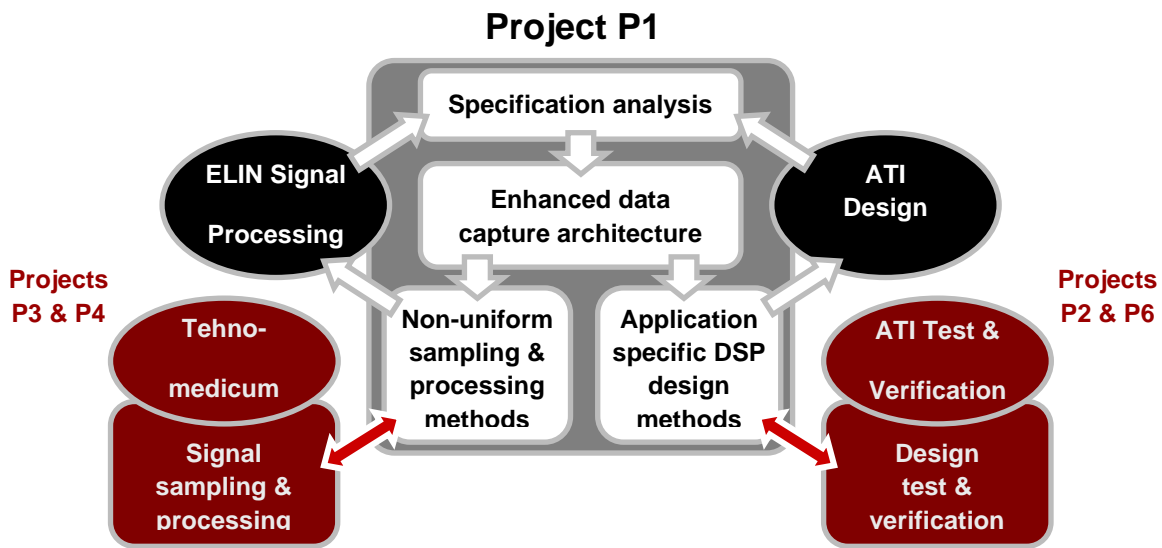 Project P1
Specification analysis
ELIN Signal
Processing
Enhanced data
capture architecture
ATI
Design
Projects
P3 & P4
Tehno-
medicum
Signal
sampling &
processing
Non-uniform
sampling &
processing
methods
Application
specific DSP
design
methods
Projects
P2 & P6
ATI Test &
Verification
Design
test &
verification